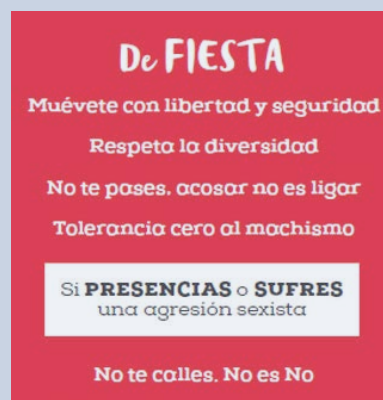 De FIESTA
Muévete con libertad y seguridad
Respeta la diversidad
No te pases. acosar no es ligar
Tolerancia cero al machismo
Si PRESENCIAS o SUFRES
una agresión sexista
No te calles. No es No